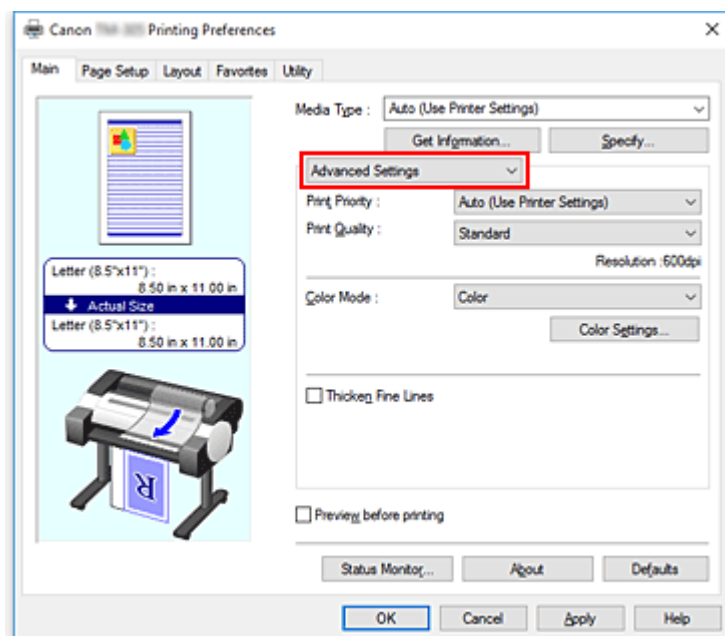 Canon Printing Preferences
Main Page Setup Layout Favorites Utility
Media Type : Auto (Use Printer Settings)
Get Information... Specify...
Advanced Settings
Print Priority : Auto (Use Printer Settings)
Print Quality : Standard
Resolution :600dpi
Color Mode : Color
Color Settings...
Thicken Fine Lines
Letter (8.5"x11") :
8.50 in x 11.00 in
Actual Size
Letter (8.5"x11") :
8.50 in x 11.00 in
R
Preview before printing
Status Monitor... About Defaults
OK Cancel Apply Help